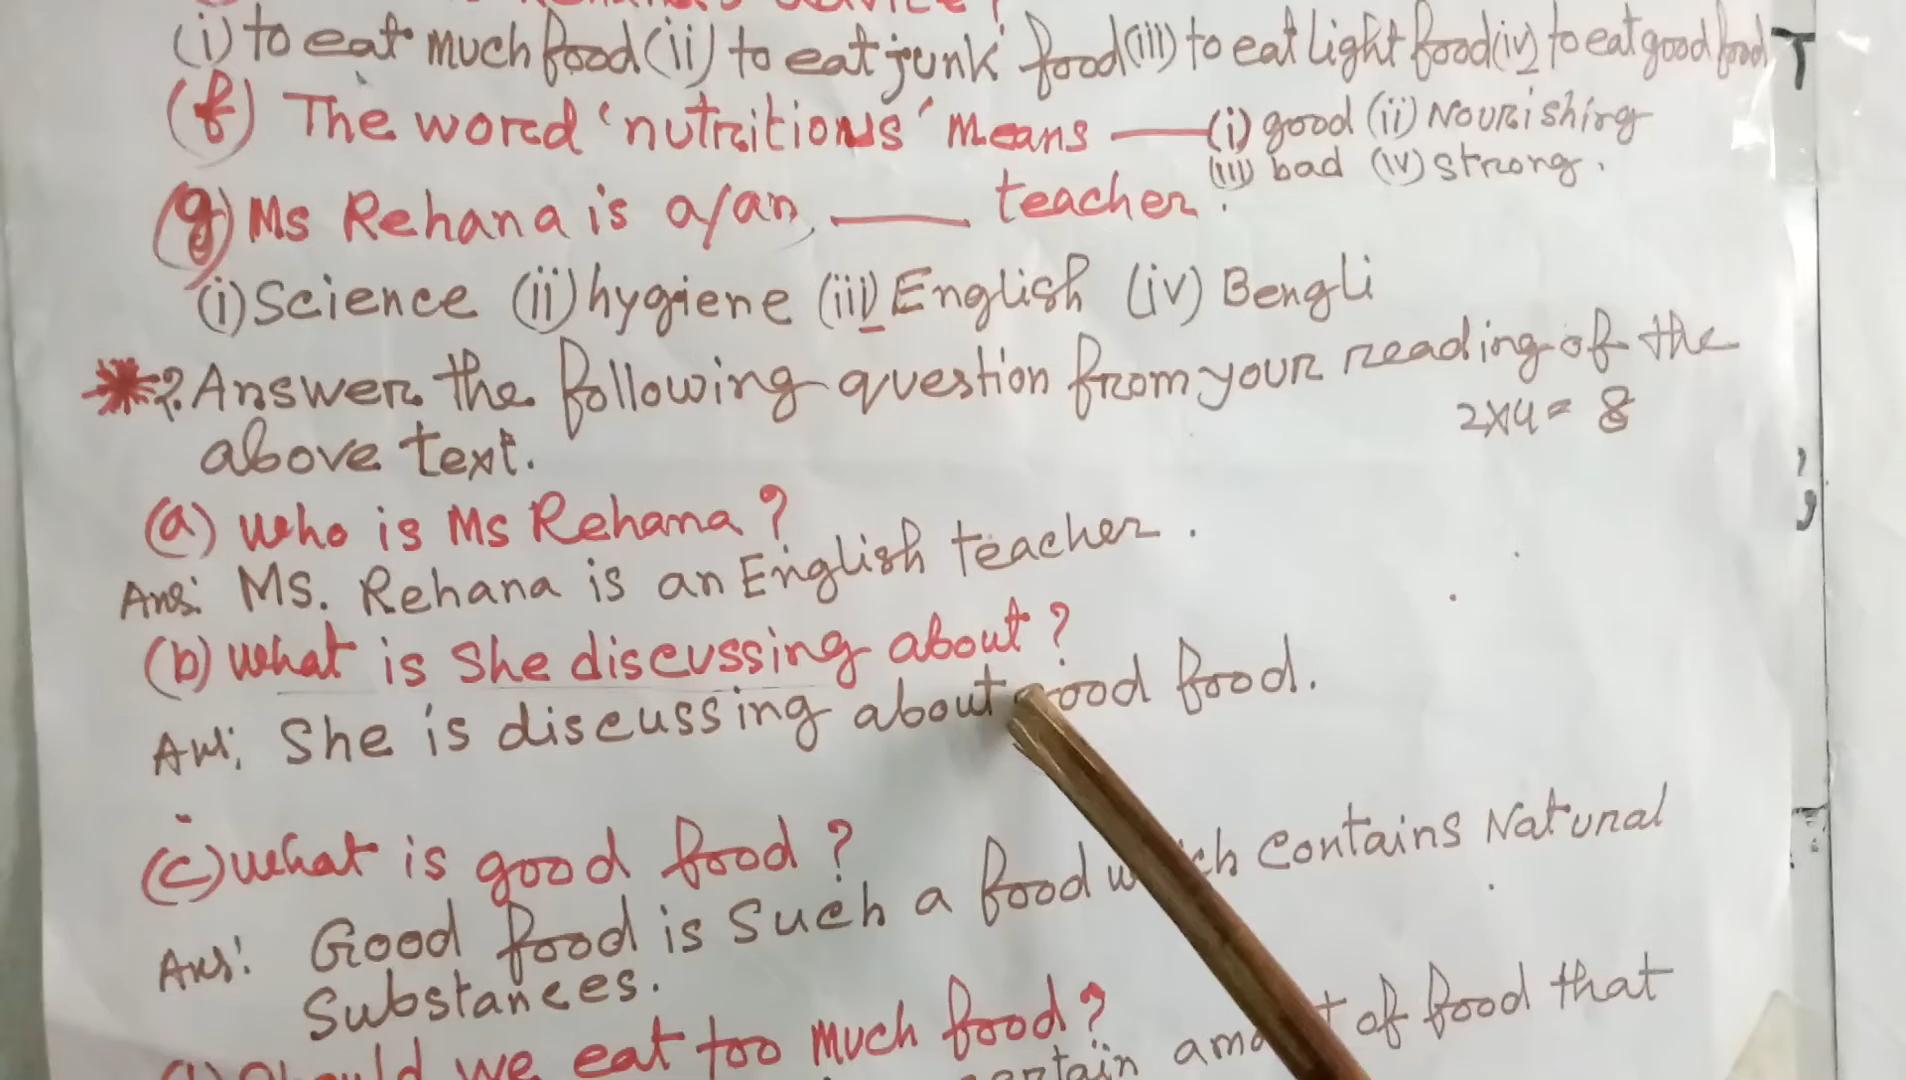 (i) to eat much food (ii) to eat junk food (iii) to eat light food (iv) to eat good food
(f) The word 'nutritions' means — (i) good (ii) Nourishing
(iii) bad (iv) strong.
(g) Ms Rehana is a/an, ___ teacher.
(i) Science (ii) hygiene (iii) English (iv) Bengli
2. Answer the following question from your reading of the
above text. 2x4= 8
(a) who is Ms Rehana?
Ans: Ms. Rehana is an English teacher.
(b) what is She discussing about?
Ans: She is discussing about food.
(c) what is good food?
Ans: Good food is Such a food contains Natural
Substances.
we eat too much food?
of food that